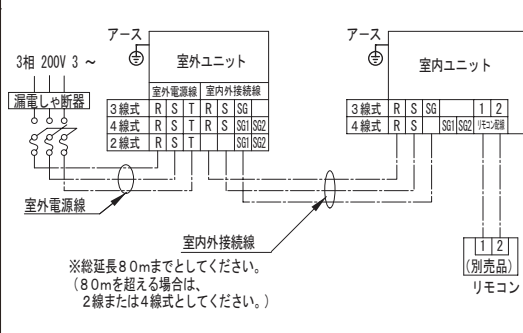 アース
3相 200V 3 ～
漏電しゃ断器
室外ユニット
室外電源線 室内外接続線
3線式 R S T R S SG
4線式 R S T R S SG1 SG2
2線式 R S T SG1 SG2
室外電源線
室内外接続線
※総延長80mまでとしてください。
(80mを超える場合は、
2線または4線式としてください。)
アース
室内ユニット
3線式 R S SG 1 2
4線式 R S SG1 SG2 リモコン配線
1 2
(別売品)
リモコン